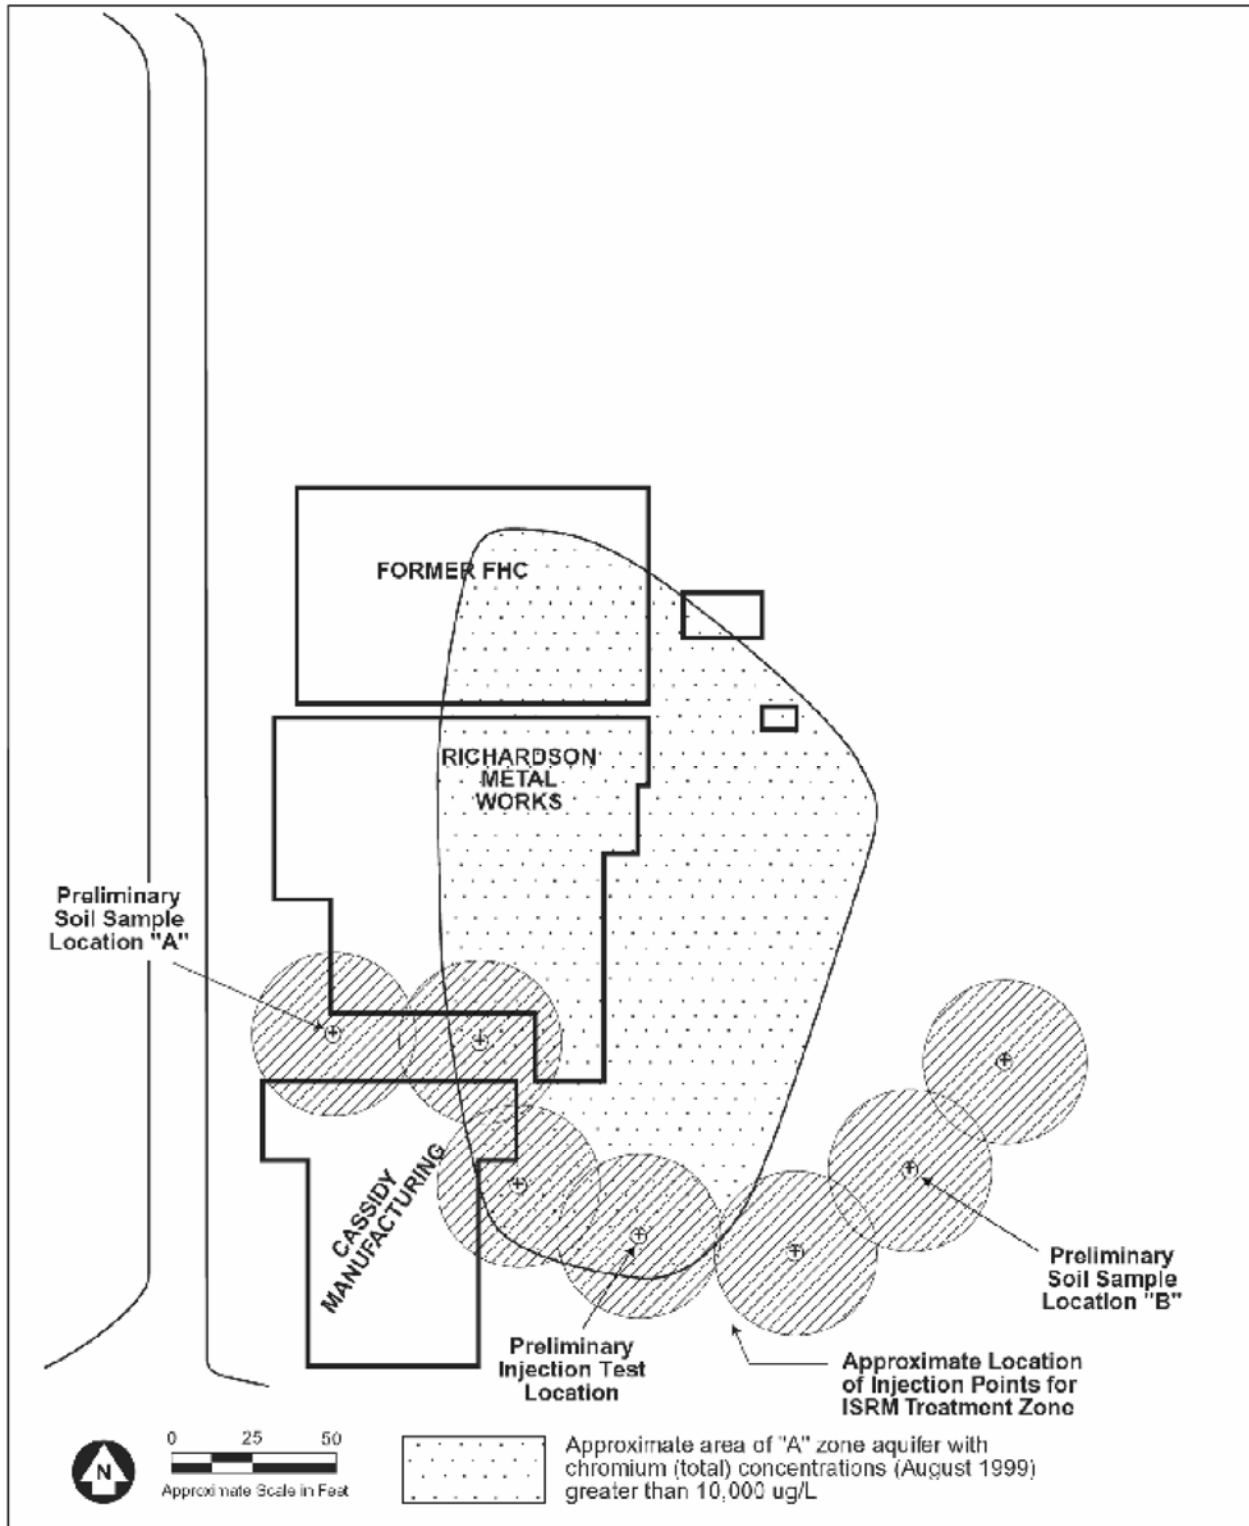 FORMER FHC
RICHARDSON
METAL
WORKS
Preliminary
Soil Sample
Location "A"
CASSIDY
MANUFACTURING
Preliminary
Soil Sample
Location "B"
Preliminary
Injection Test
Location
Approximate Location
of Injection Points for
ISRM Treatment Zone
N
0 25 50
Approximate Scale in Feet
Approximate area of "A" zone aquifer with
chromium (total) concentrations (August 1999)
greater than 10,000 ug/L